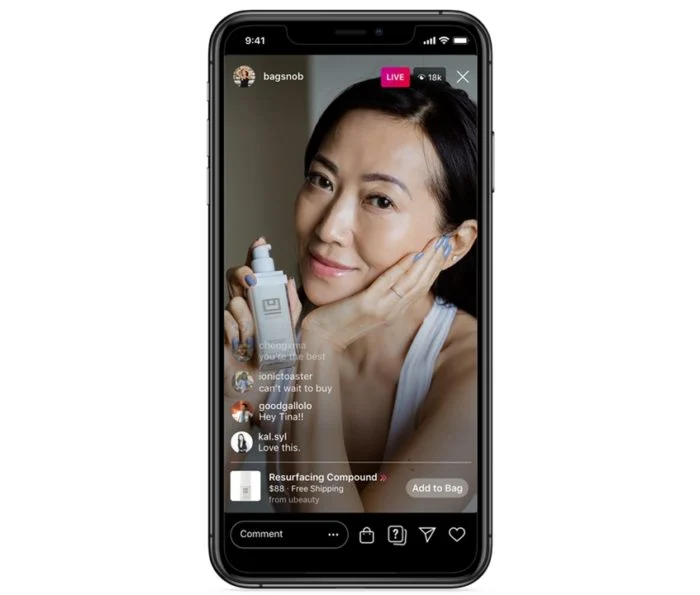 9:41
bagsnob
LIVE
18k
chengxma
you're the best
ionictoaster
can't wait to buy
goodgallolo
Hey Tina!!
kal.syl
Love this.
Resurfacing Compound »
$88 · Free Shipping
from ubeauty
Add to Bag
Comment
···
?